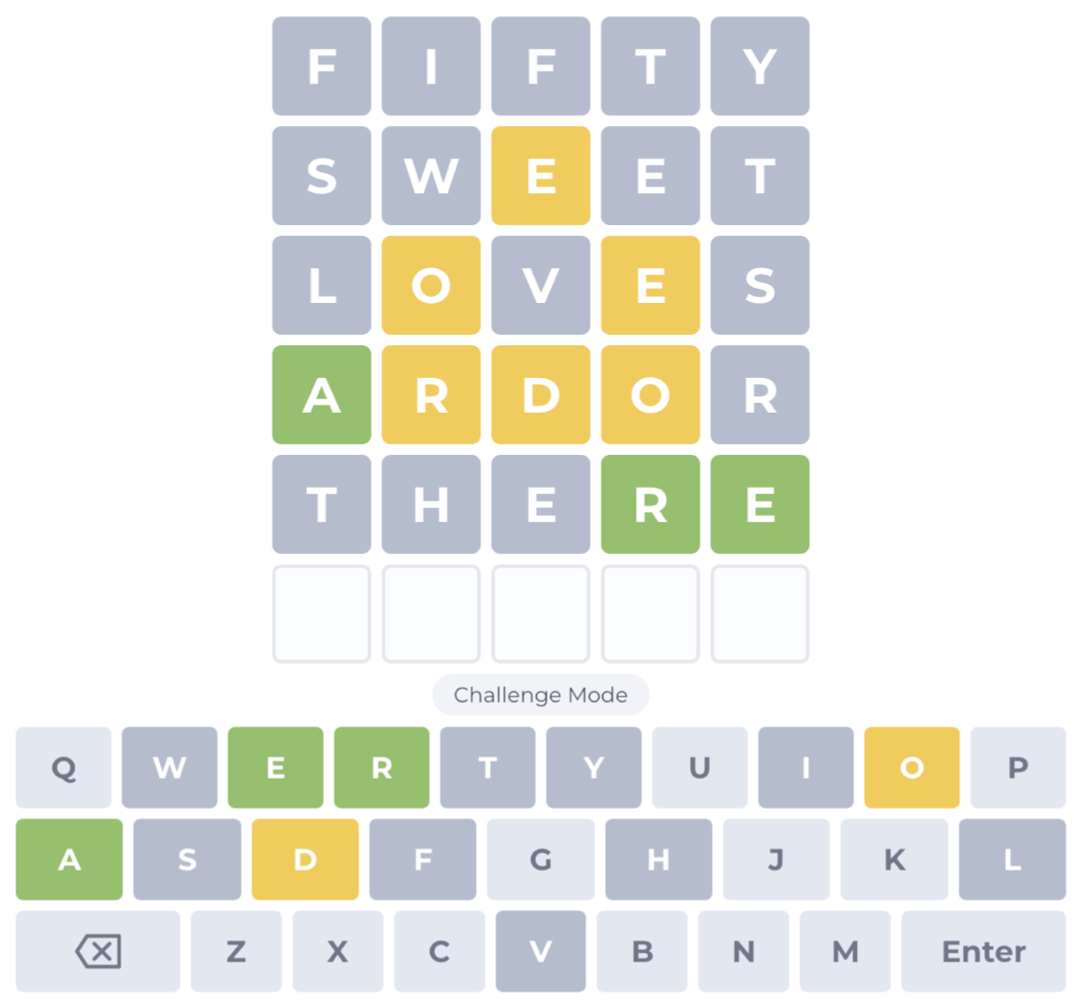 F I F T Y
S W E E T
L O V E S
A R D O R
T H E R E
Challenge Mode
Q W E R T Y U I O P
A S D F G H J K L
Z X C V B N M Enter